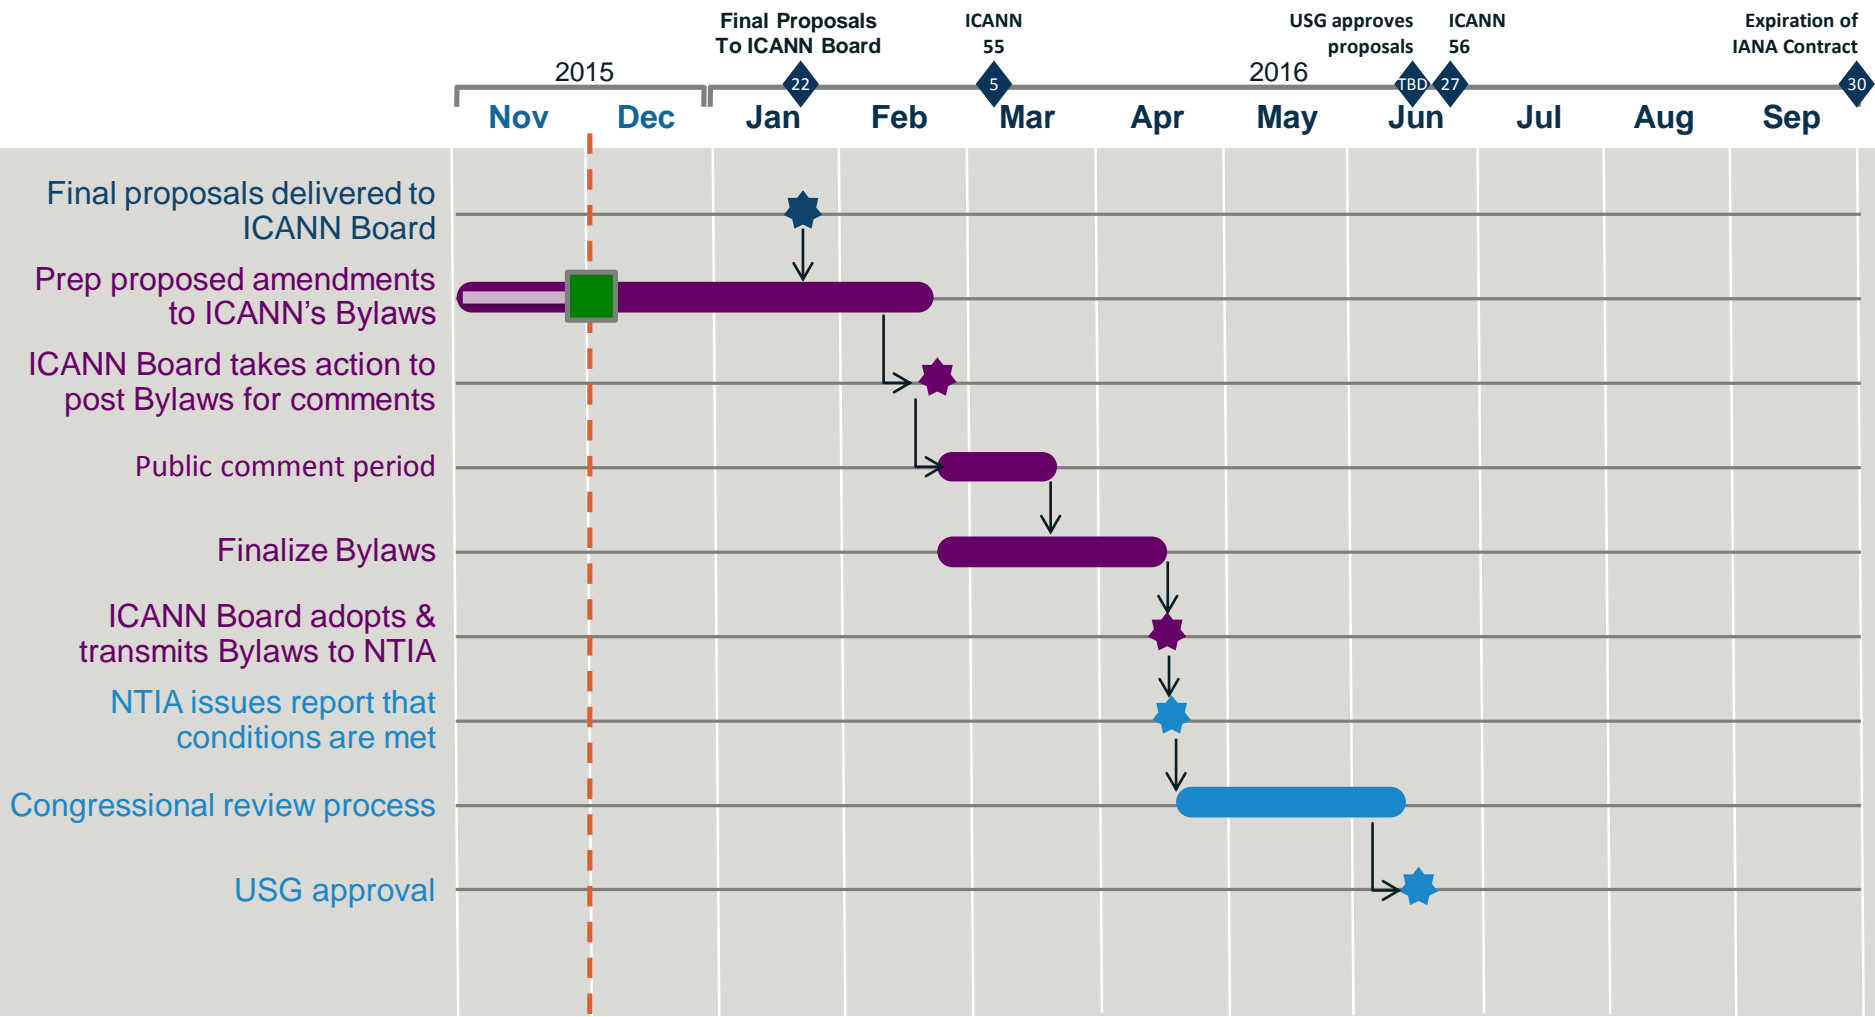 Final Proposals
To ICANN Board
ICANN
55
USG approves
proposals
ICANN
56
Expiration of
IANA Contract
2015
2016
22
5
TBD
27
30
Nov
Dec
Jan
Feb
Mar
Apr
May
Jun
Jul
Aug
Sep
Final proposals delivered to
ICANN Board
Prep proposed amendments
to ICANN’s Bylaws
ICANN Board takes action to
post Bylaws for comments
Public comment period
Finalize Bylaws
ICANN Board adopts &
transmits Bylaws to NTIA
NTIA issues report that
conditions are met
Congressional review process
USG approval